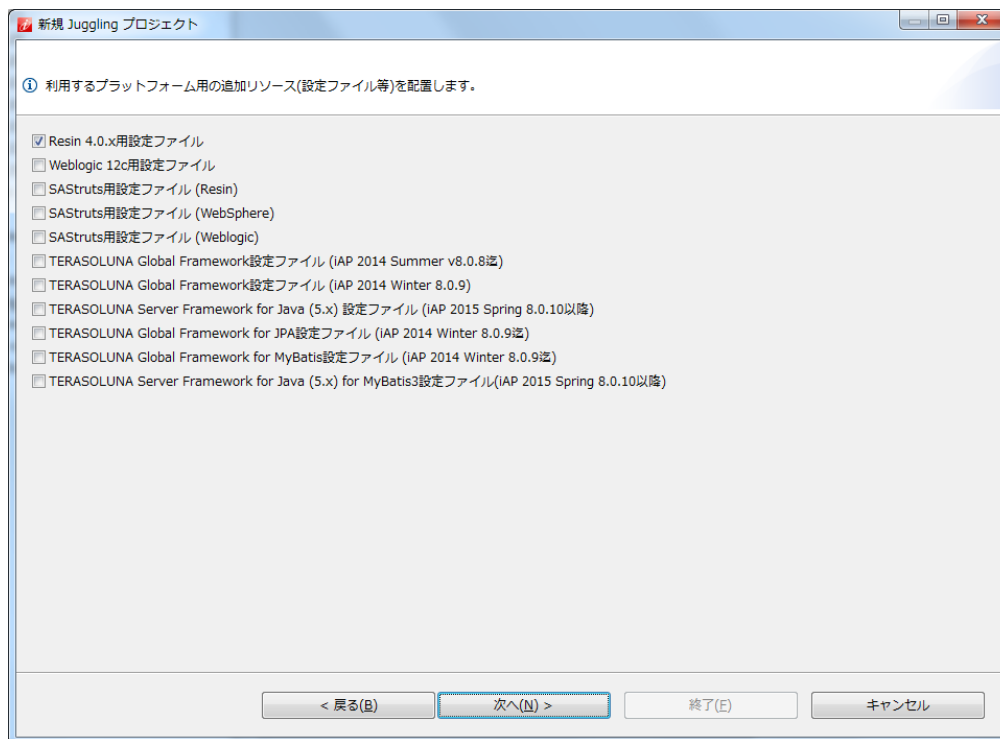 新規 Juggling プロジェクト
利用するプラットフォーム用の追加リソース(設定ファイル等)を配置します。
Resin 4.0.x用設定ファイル
Weblogic 12c用設定ファイル
SAStruts用設定ファイル (Resin)
SAStruts用設定ファイル (WebSphere)
SAStruts用設定ファイル (Weblogic)
TERASOLUNA Global Framework設定ファイル (iAP 2014 Summer v8.0.8迄)
TERASOLUNA Global Framework設定ファイル (iAP 2014 Winter 8.0.9)
TERASOLUNA Server Framework for Java (5.x) 設定ファイル (iAP 2015 Spring 8.0.10以降)
TERASOLUNA Global Framework for JPA設定ファイル (iAP 2014 Winter 8.0.9迄)
TERASOLUNA Global Framework for MyBatis設定ファイル (iAP 2014 Winter 8.0.9迄)
TERASOLUNA Server Framework for Java (5.x) for MyBatis3設定ファイル(iAP 2015 Spring 8.0.10以降)
< 戻る(B) 次へ(N) > 終了(F) キャンセル